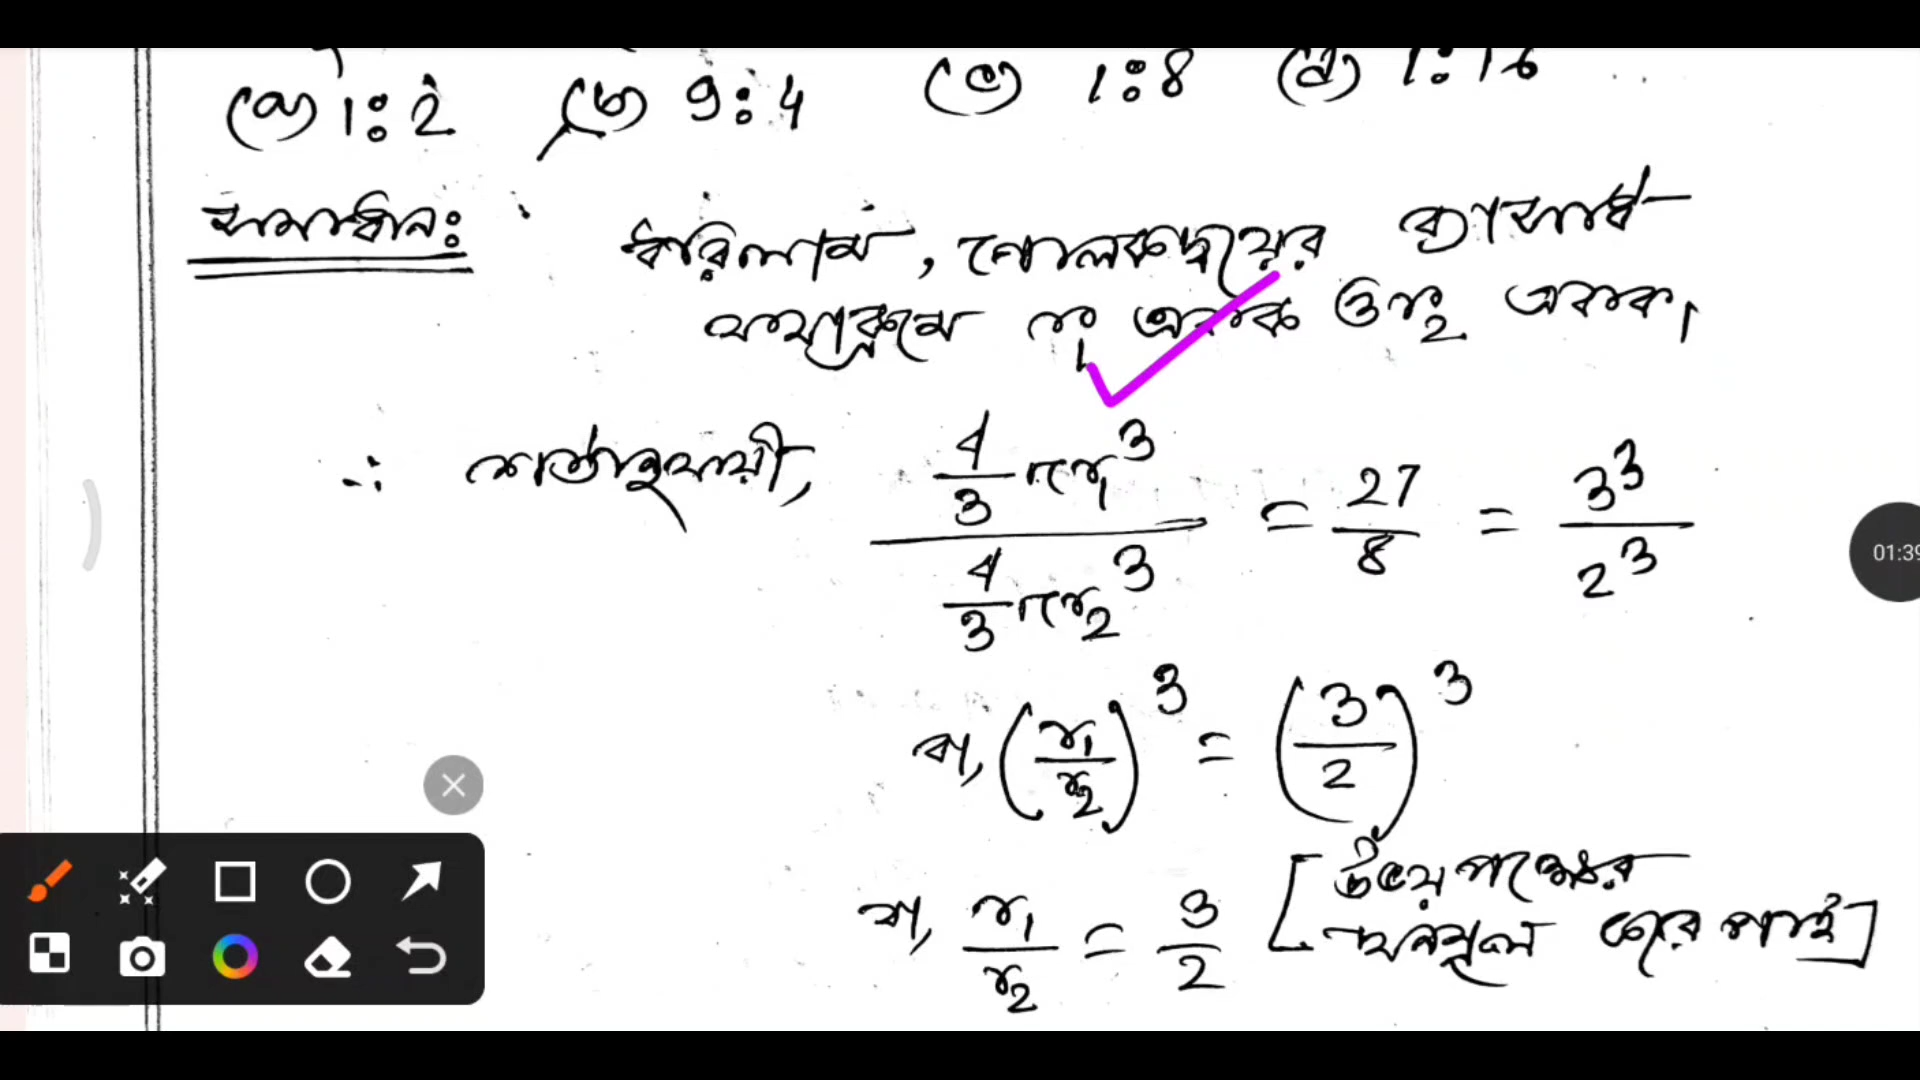 (a) 1:2 (b) 9:4 (c) 1:8 (d) 1:16
সমাধান:
ধরিলাম, গোলকদ্বয়ের ব্যাসার্ধ
যথাক্রমে r₁ একক ও r₂ একক।
∴ শর্তানুযায়ী, (4/3 πr₁³)/(4/3 πr₂³) = 27/8 = 3³/2³
বা, (r₁/r₂)³ = (3/2)³
বা, r₁/r₂ = 3/2 [উভয়পক্ষের
ঘনমূল করে পাই]
01:39